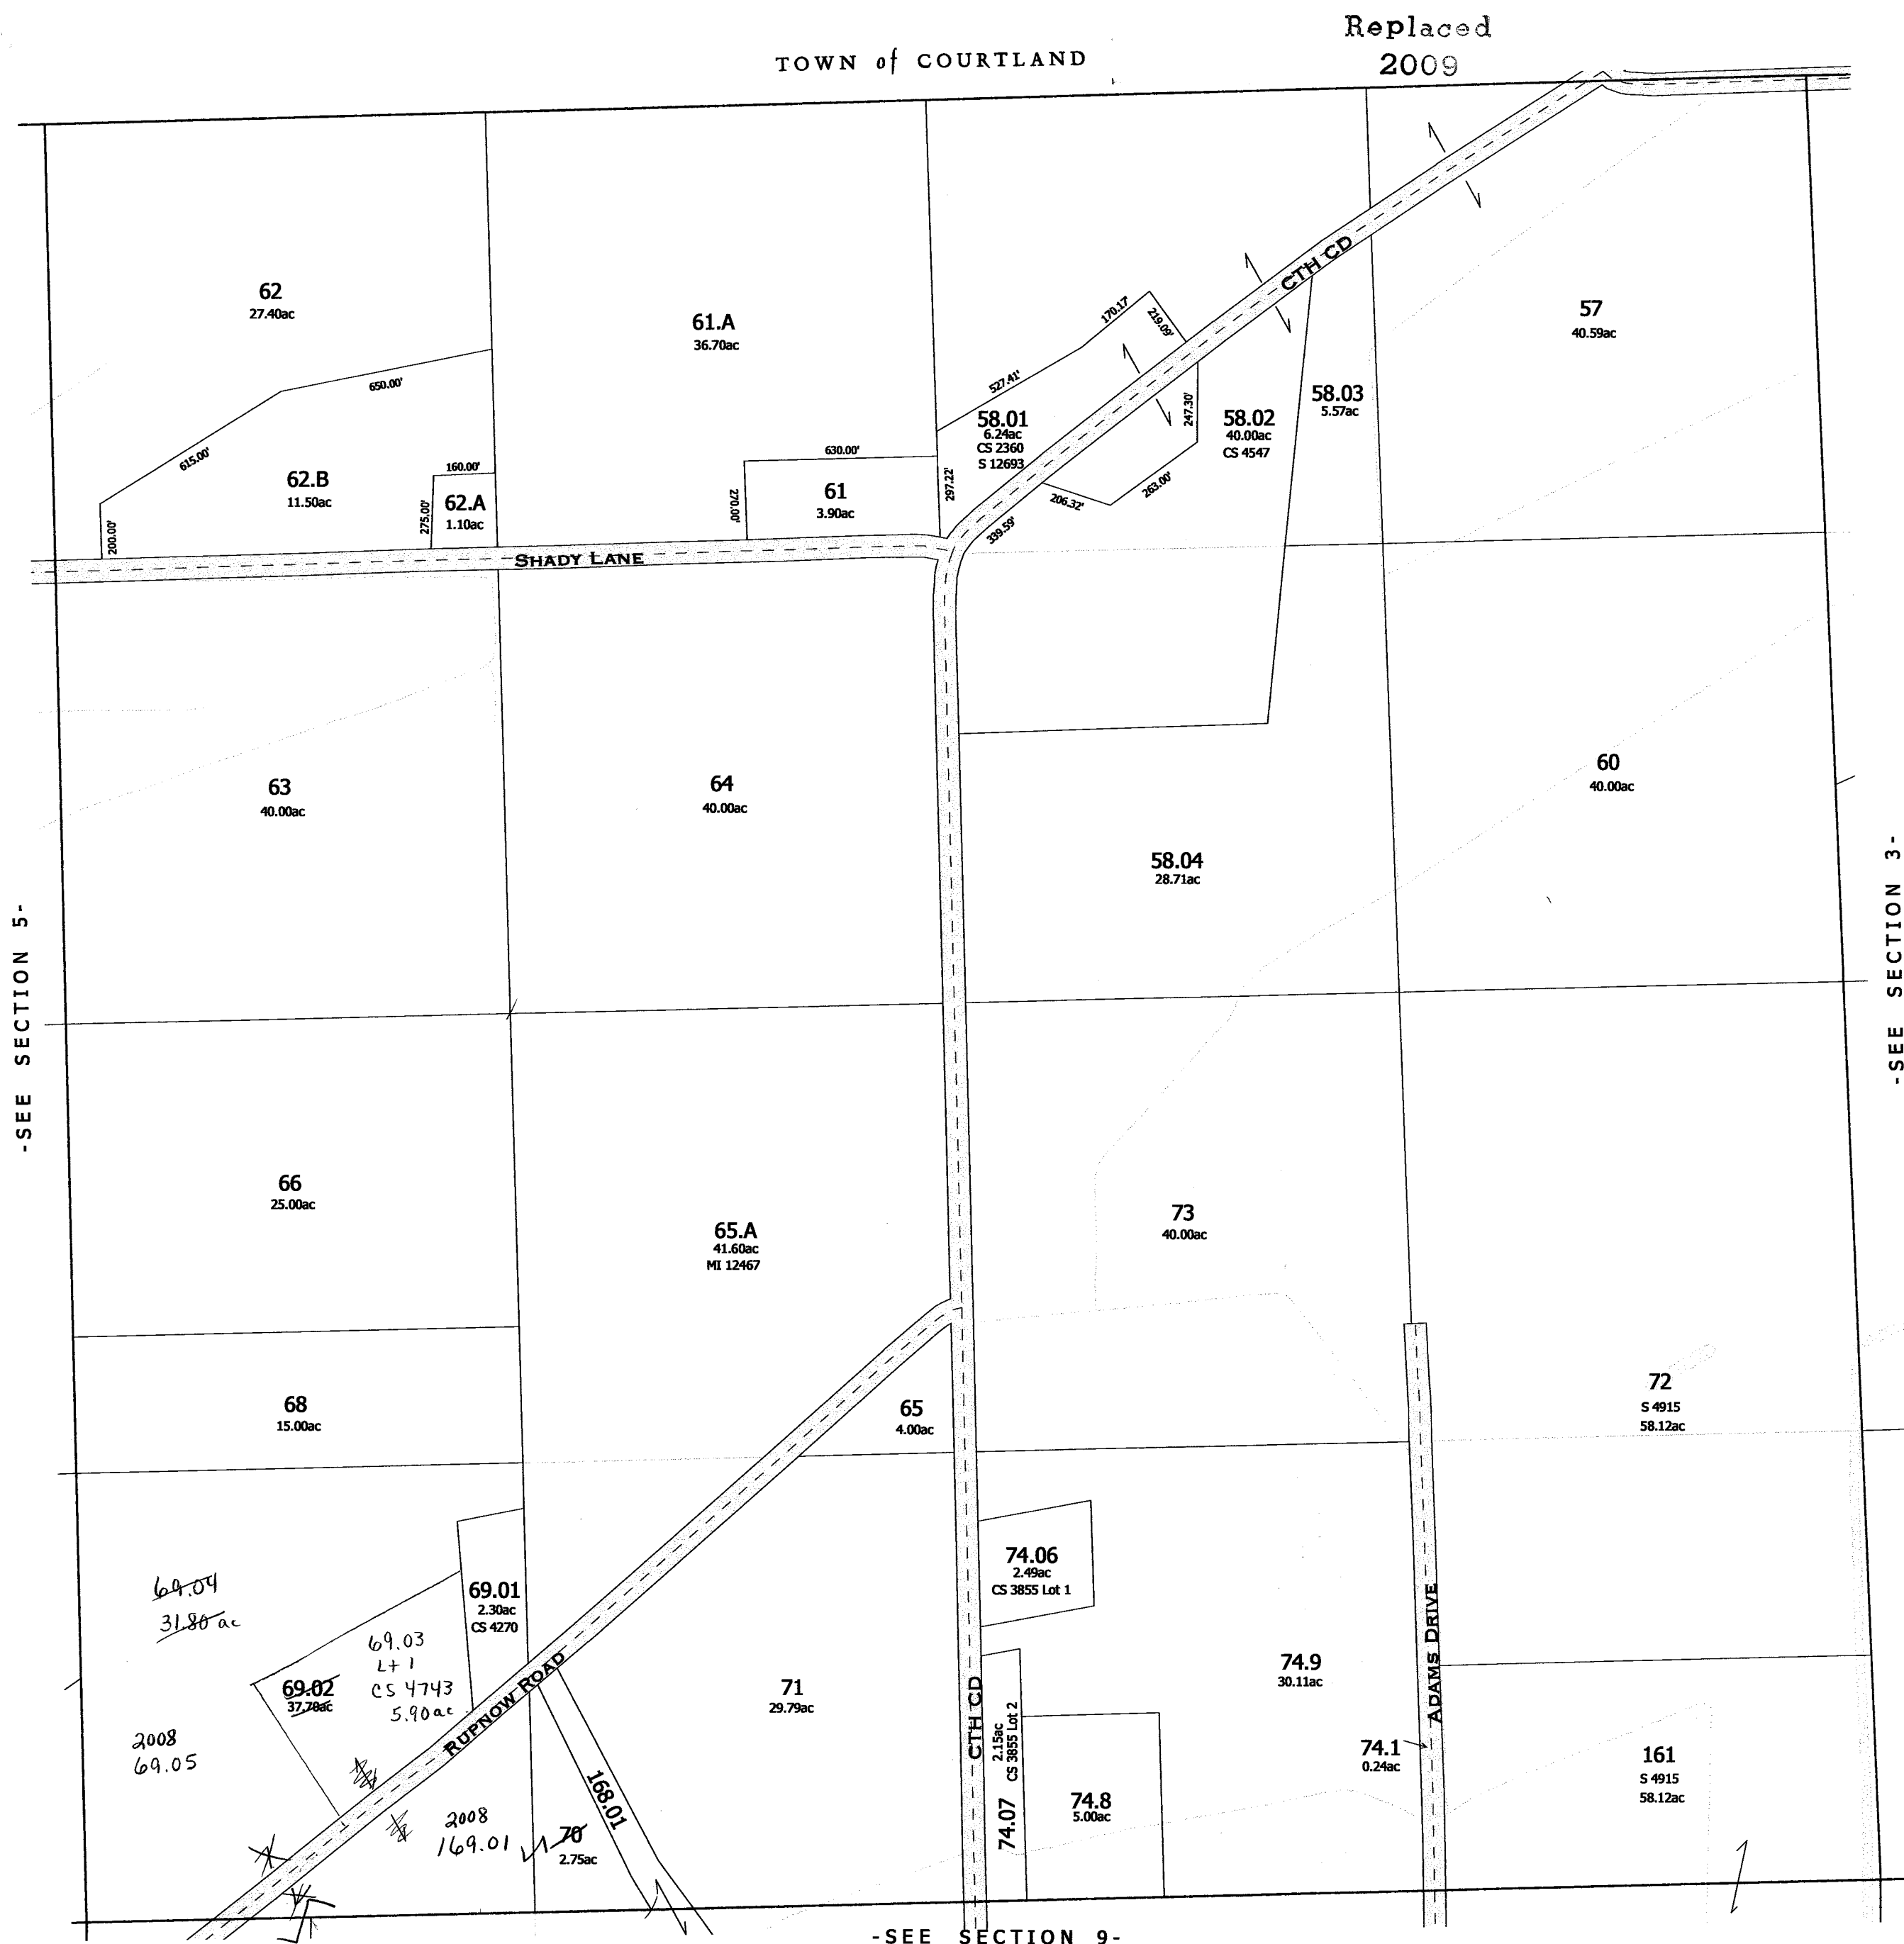 Replaced
2009
TOWN of COURTLAND
62
27.40ac
650.00'
615.00'
200.00'
62.B
11.50ac
160.00'
275.00'
62.A
1.10ac
61.A
36.70ac
630.00'
270.00'
61
3.90ac
170.17'
219.09'
527.41'
58.01
6.24ac
CS 2360
S 12693
297.22'
339.59'
206.32'
263.00'
247.30'
CTH CD
58.02
40.00ac
CS 4547
58.03
5.57ac
57
40.59ac
SHADY LANE
63
40.00ac
64
40.00ac
58.04
28.71ac
60
40.00ac
-SEE SECTION 5-
-SEE SECTION 3-
66
25.00ac
65.A
41.60ac
MI 12467
73
40.00ac
68
15.00ac
65
4.00ac
72
S 4915
58.12ac
69.04
31.80 ac
69.01
2.30ac
CS 4270
69.03
Lt 1
CS 4743
5.90ac
69.02
37.70ac
2008
69.05
RUPNOW ROAD
2008
169.01
70
2.75ac
168.01
71
29.79ac
CTH CD
74.06
2.49ac
CS 3855 Lot 1
74.07
2.15ac
CS 3855 Lot 2
74.8
5.00ac
74.9
30.11ac
74.1
0.24ac
ADAMS DRIVE
161
S 4915
58.12ac
-SEE SECTION 9-